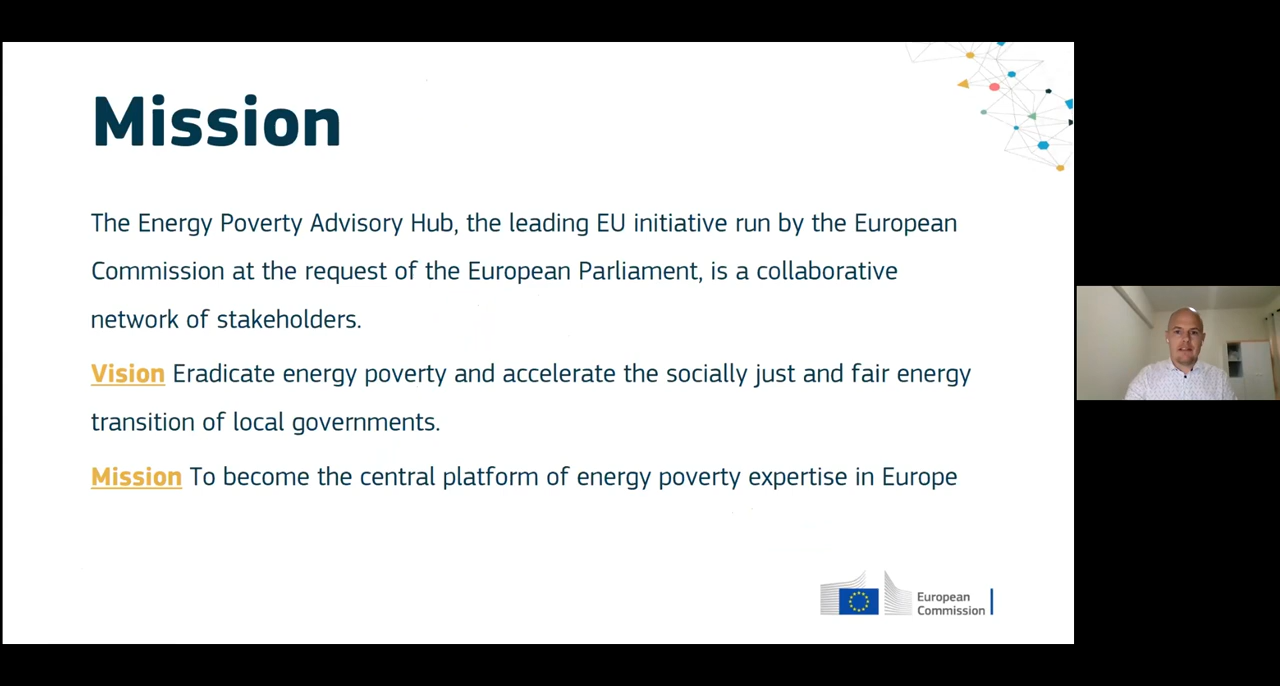 Mission
The Energy Poverty Advisory Hub, the leading EU initiative run by the European
Commission at the request of the European Parliament, is a collaborative
network of stakeholders.
Vision Eradicate energy poverty and accelerate the socially just and fair energy
transition of local governments.
Mission To become the central platform of energy poverty expertise in Europe
European
Commission